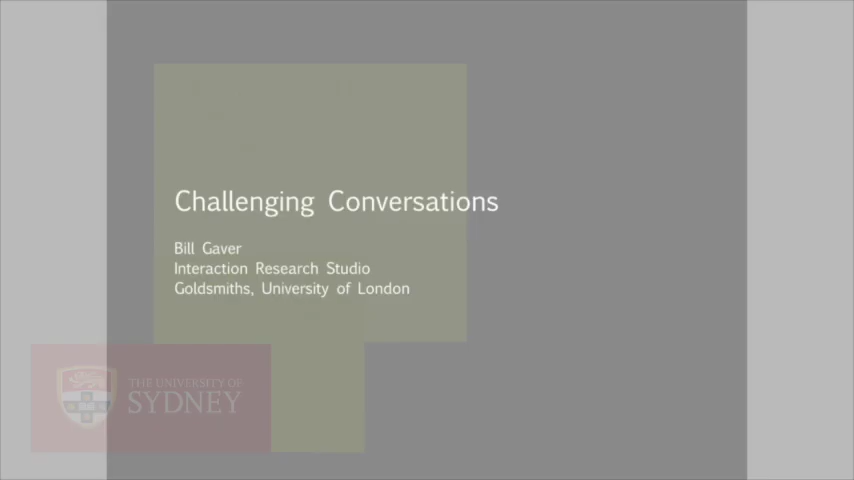 Challenging Conversations
Bill Gaver
Interaction Research Studio
Goldsmiths, University of London
THE UNIVERSITY OF
SYDNEY